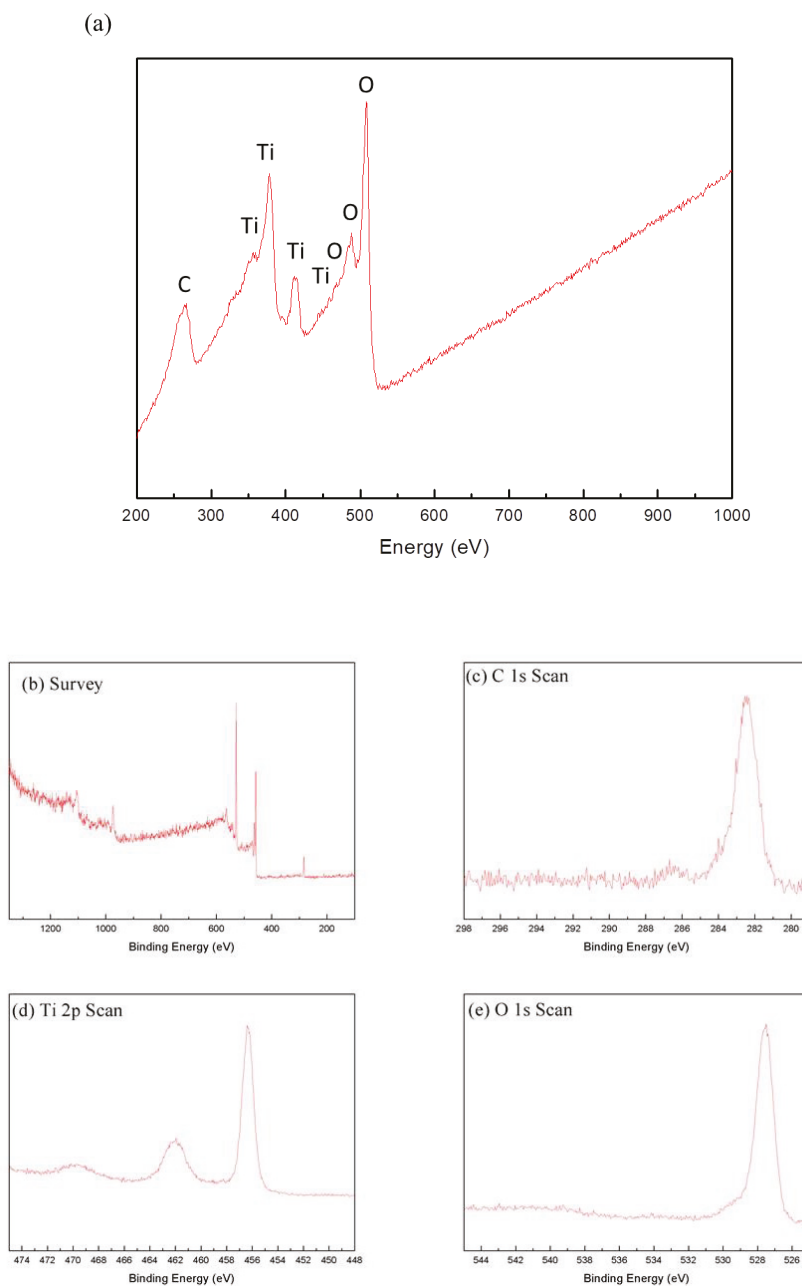 (a)
O
Ti
Ti
O
Ti
O
Ti
C
200 300 400 500 600 700 800 900 1000
Energy (eV)
(b) Survey
1200 1000 800 600 400 200
Binding Energy (eV)
(c) C 1s Scan
298 296 294 292 290 288 286 284 282 280
Binding Energy (eV)
(d) Ti 2p Scan
474 472 470 468 466 464 462 460 458 456 454 452 450 448
Binding Energy (eV)
(e) O 1s Scan
544 542 540 538 536 534 532 530 528 526
Binding Energy (eV)